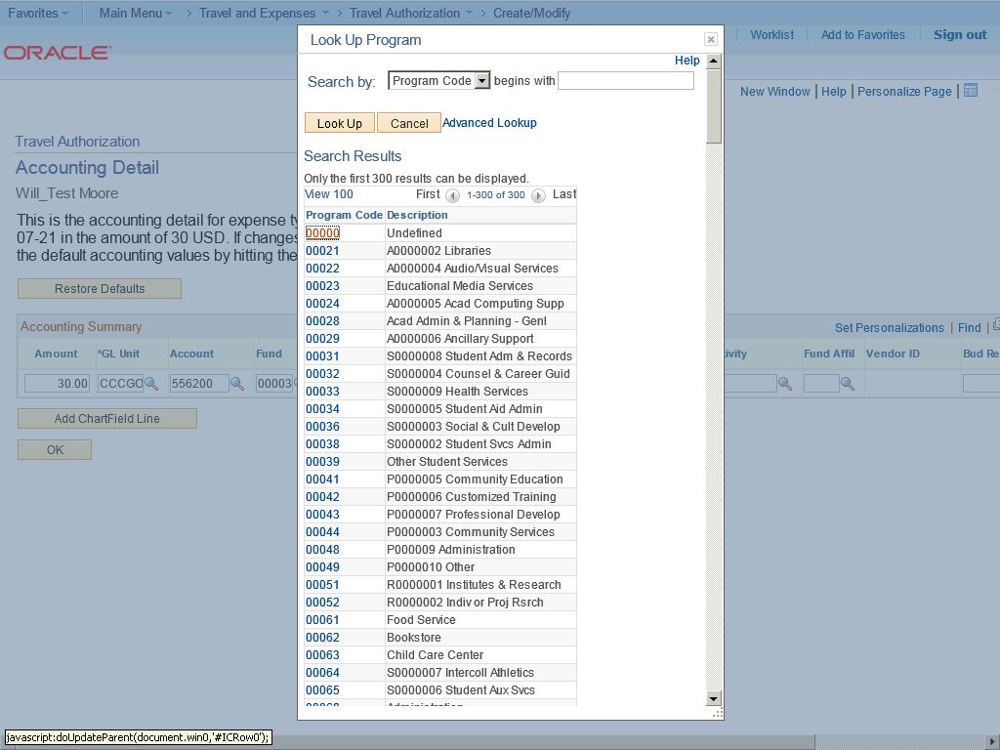 Favorites Main Menu > Travel and Expenses > Travel Authorization > Create/Modify
ORACLE
Worklist Add to Favorites Sign out
New Window | Help | Personalize Page |
Travel Authorization
Accounting Detail
Will_Test Moore
This is the accounting detail for expense
07-21 in the amount of 30 USD. If changes
the default accounting values by hitting the
Restore Defaults
Accounting Summary
Set Personalizations | Find |
Amount *GL Unit Account Fund Fund Affil Vendor ID
30.00 CCCGO 556200 00003
Add ChartField Line
OK
Look Up Program
Help
Search by: Program Code begins with
Look Up Cancel Advanced Lookup
Search Results
Only the first 300 results can be displayed.
View 100 First 1-300 of 300 Last
Program Code Description
00000 Undefined
00021 A0000002 Libraries
00022 A0000004 Audio/Visual Services
00023 Educational Media Services
00024 A0000005 Acad Computing Supp
00028 Acad Admin & Planning - Genl
00029 A0000006 Ancillary Support
00031 S0000008 Student Adm & Records
00032 S0000004 Counsel & Career Guid
00033 S0000009 Health Services
00034 S0000005 Student Aid Admin
00036 S0000003 Social & Cult Develop
00038 S0000002 Student Svcs Admin
00039 Other Student Services
00041 P0000005 Community Education
00042 P0000006 Customized Training
00043 P0000007 Professional Develop
00044 P0000003 Community Services
00048 P000009 Administration
00049 P0000010 Other
00051 R0000001 Institutes & Research
00052 R0000002 Indiv or Proj Rsrch
00061 Food Service
00062 Bookstore
00063 Child Care Center
00064 S0000007 Intercoll Athletics
00065 S0000006 Student Aux Svcs
javascript:doUpdateParent(document.win0,'#ICRow0');